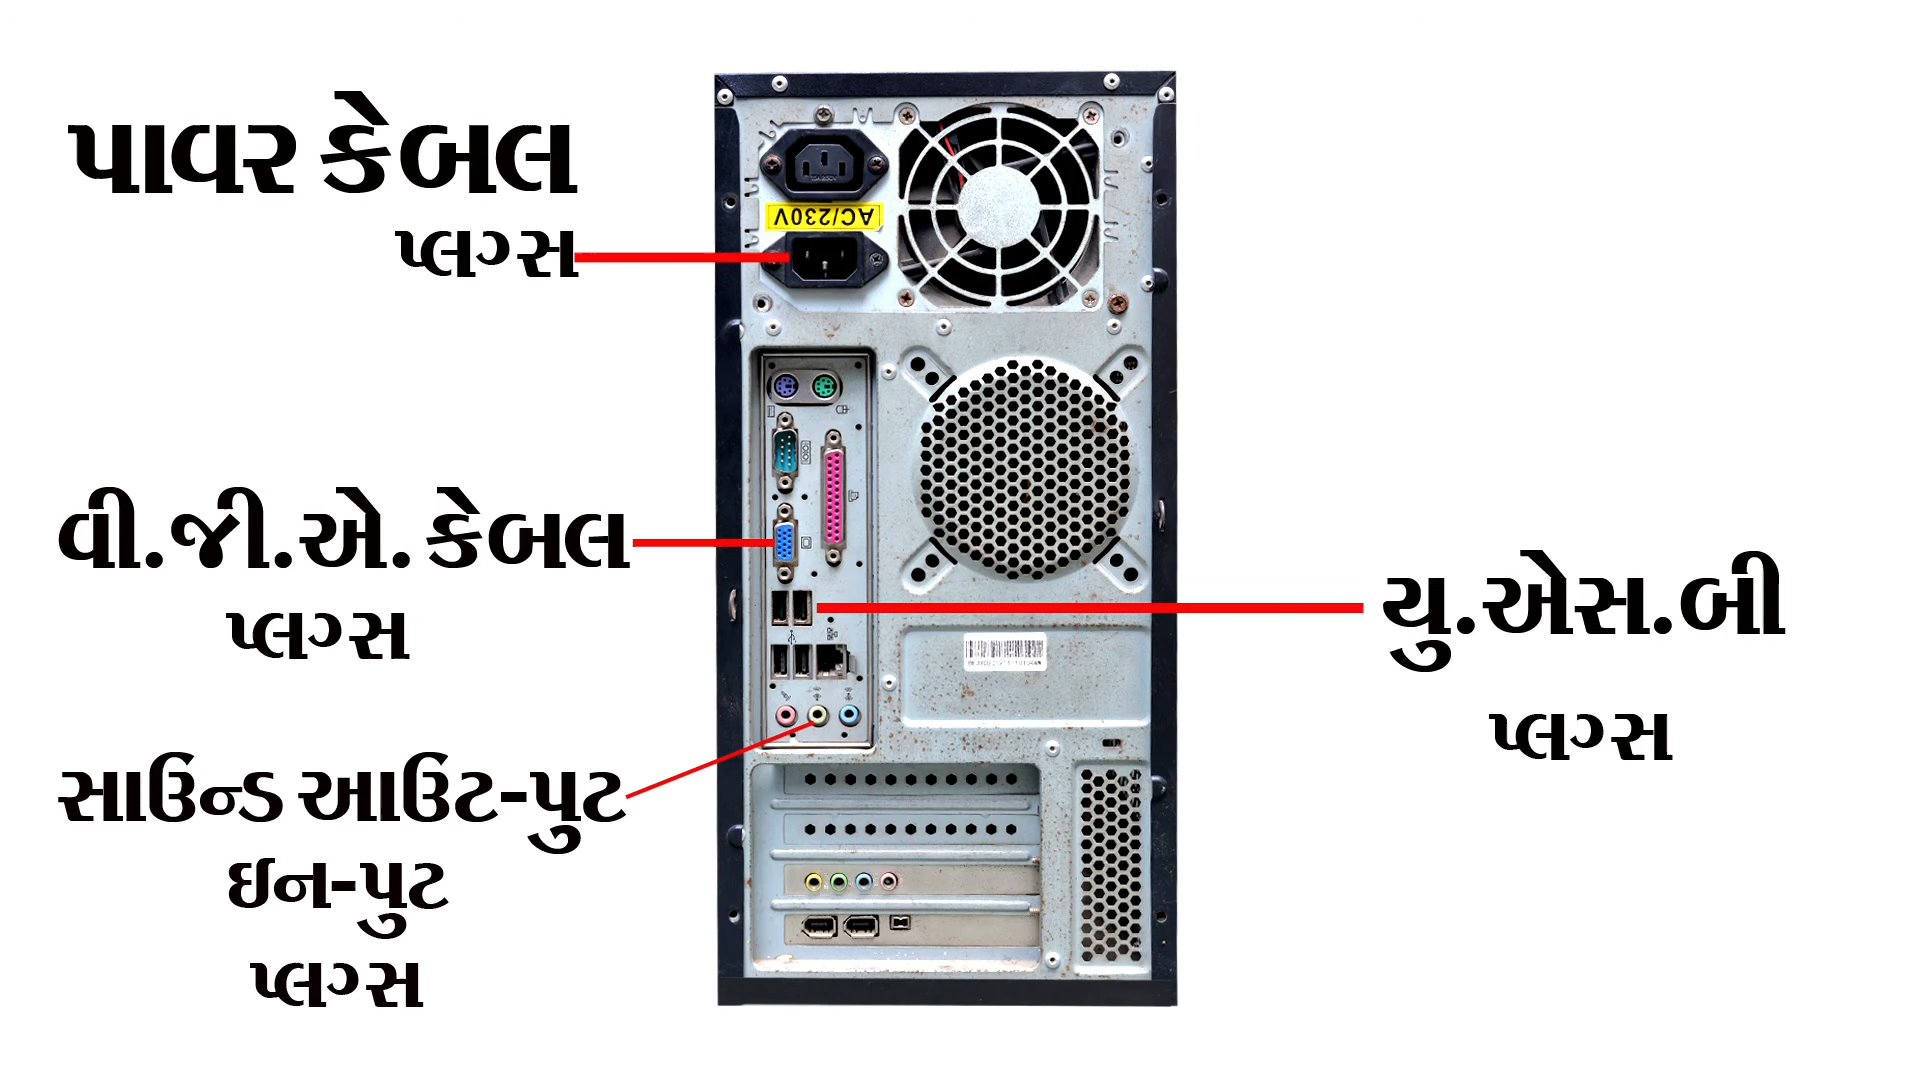 પાવર કેબલ
પ્લગ્સ
AC/230V
વી.જી.એ. કેબલ
પ્લગ્સ
યુ.એસ.બી
પ્લગ્સ
સાઉન્ડ આઉટ-પુટ
ઇન-પુટ
પ્લગ્સ